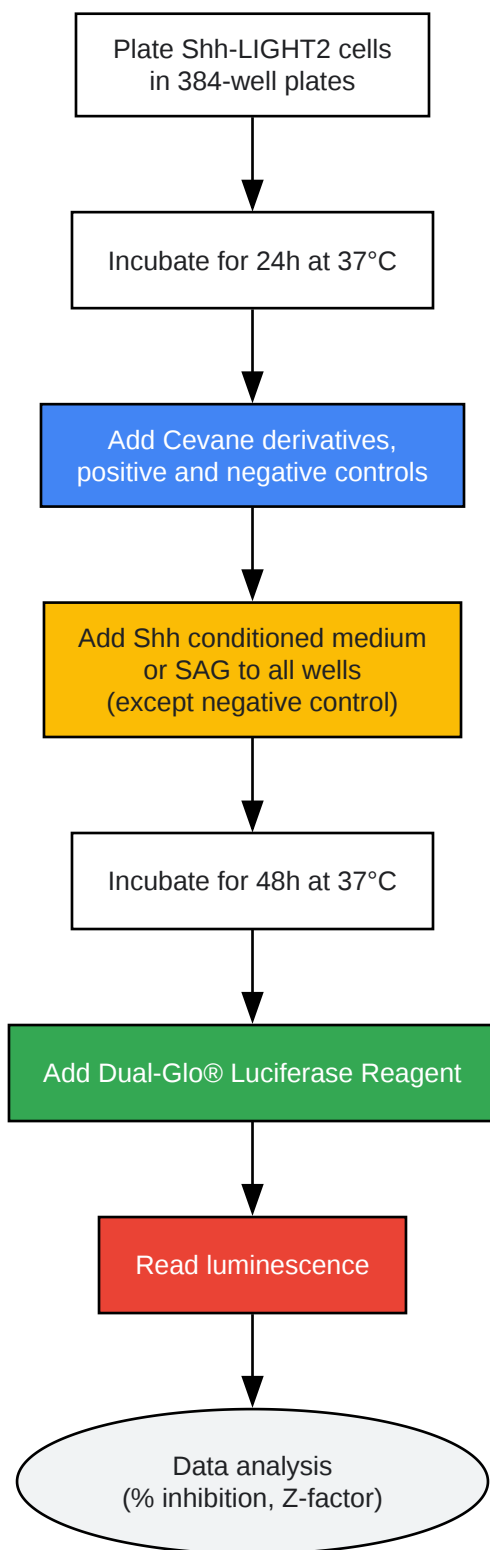 Plate Shh-LIGHT2 cells
in 384-well plates
Incubate for 24h at 37°C
Add Cevane derivatives,
positive and negative controls
Add Shh conditioned medium
or SAG to all wells
(except negative control)
Incubate for 48h at 37°C
Add Dual-Glo® Luciferase Reagent
Read luminescence
Data analysis
(% inhibition, Z-factor)